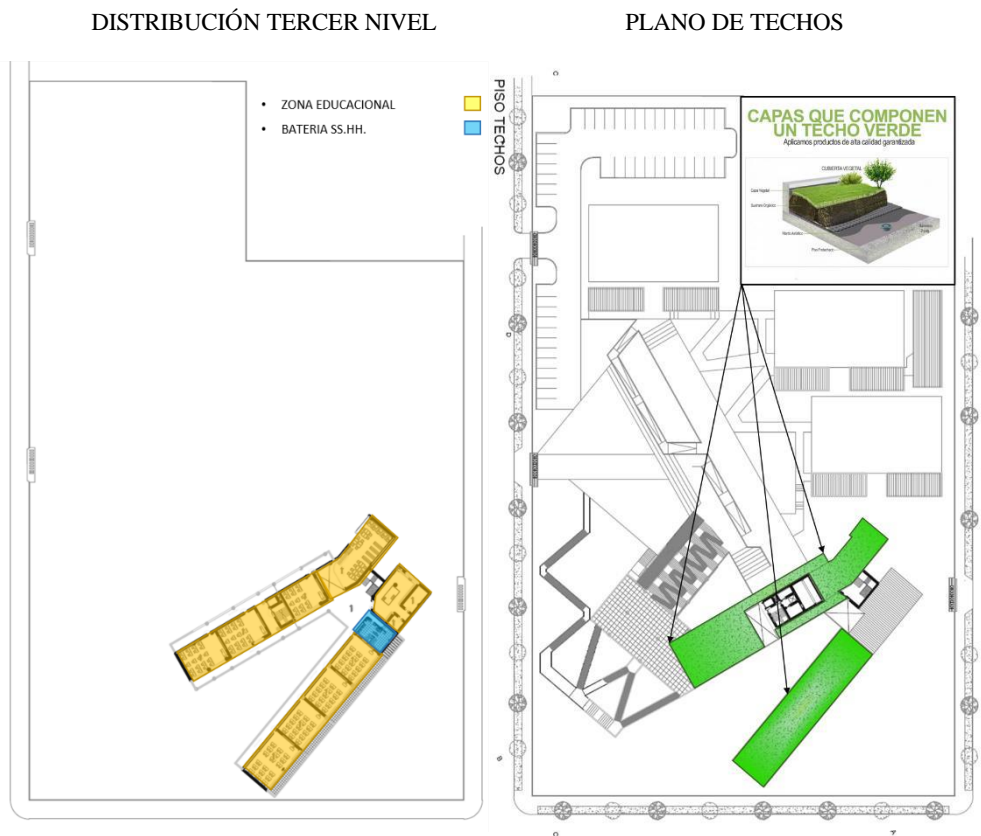 DISTRIBUCIÓN TERCER NIVEL
PLANO DE TECHOS
• ZONA EDUCACIONAL
• BATERIA SS.HH.
PISO TECHOS
CAPAS QUE COMPONEN
UN TECHO VERDE
Aplicamos productos de alta calidad garantizada
CUBIERTA VEGETAL